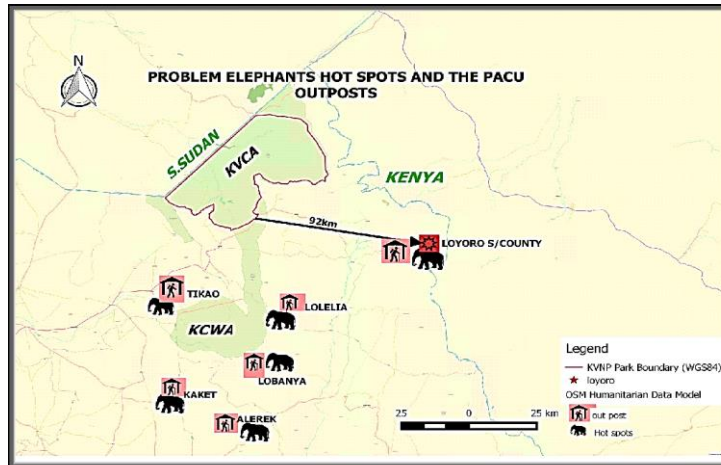 N
PROBLEM ELEPHANTS HOT SPOTS AND THE PACU
OUTPOSTS
S.SUDAN
KVCA
KENYA
92km
LOYORO S/COUNTY
TIKAO
LOLELIA
KCWA
LOBANYA
KAKET
ALEREK
Legend
KVNP Park Boundary (WGS84)
loyoro
OSM Humanitarian Data Model
out post
Hot spots
25 0 25 km